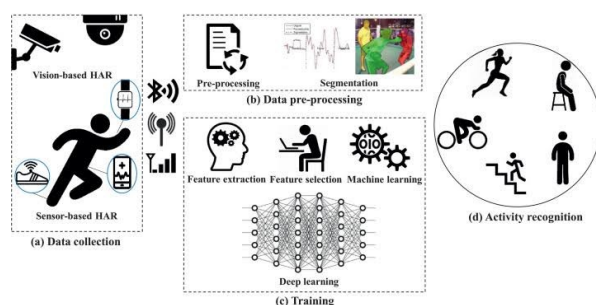 Vision-based HAR
Sensor-based HAR
(a) Data collection
Pre-processing
Segmentation
(b) Data pre-processing
Feature extraction
Feature selection
Machine learning
Deep learning
(c) Training
(d) Activity recognition